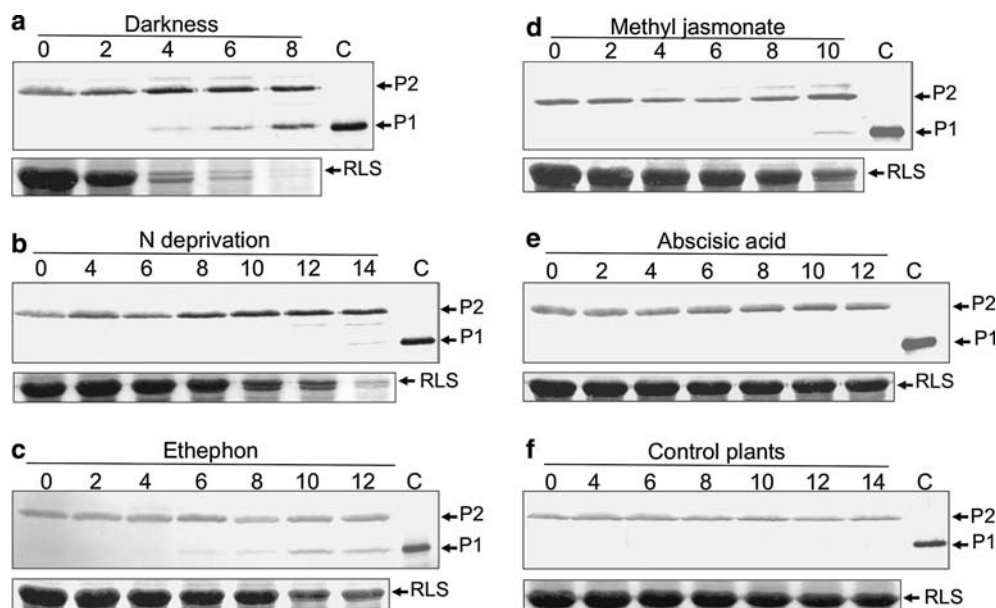 a
Darkness
0 2 4 6 8 C
P2
P1
RLS
b
N deprivation
0 4 6 8 10 12 14 C
P2
P1
RLS
c
Ethephon
0 2 4 6 8 10 12 C
P2
P1
RLS
d
Methyl jasmonate
0 2 4 6 8 10 C
P2
P1
RLS
e
Abscisic acid
0 2 4 6 8 10 12 C
P2
P1
RLS
f
Control plants
0 4 6 8 10 12 14 C
P2
P1
RLS